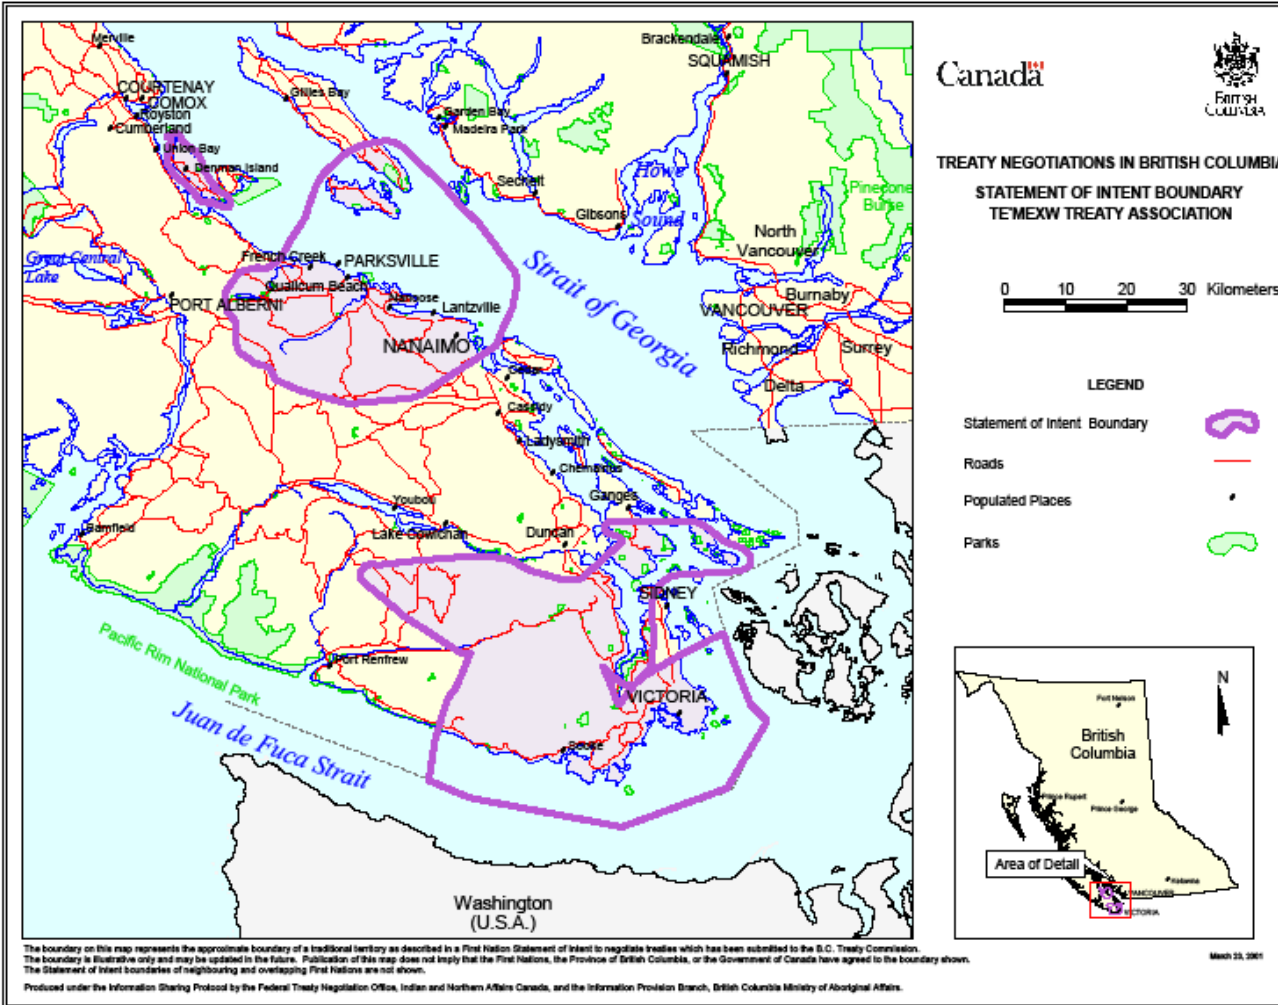 Merville
COURTENAY
COMOX
Royston
Cumberland
Union Bay
Denman Island
Gillies Bay
Garden Bay
Madeira Park
Sechelt
Gibsons
Brackendale
SQUAMISH
Howe
Sound
Pinecone
Burke
North
Vancouver
Burnaby
VANCOUVER
Richmond
Surrey
Delta
Strait of Georgia
Great Central
Lake
PORT ALBERNI
French Creek
PARKSVILLE
Qualicum Beach
Nanoose
Lantzville
NANAIMO
Cedar
Cassidy
Ladysmith
Chemainus
Ganges
Youbou
Lake Cowichan
Duncan
Bamfield
SIDNEY
Port Renfrew
VICTORIA
Sooke
Pacific Rim National Park
Juan de Fuca Strait
Washington
(U.S.A.)
Canada
BRITISH
COLUMBIA
TREATY NEGOTIATIONS IN BRITISH COLUMBIA
STATEMENT OF INTENT BOUNDARY
TE'MEXW TREATY ASSOCIATION
0 10 20 30 Kilometers
LEGEND
Statement of Intent Boundary
Roads
Populated Places
Parks
N
Fort Nelson
British
Columbia
Prince Rupert
Prince George
Area of Detail
Kelowna
VANCOUVER
VICTORIA
The boundary on this map represents the approximate boundary of a traditional territory as described in a First Nation Statement of Intent to negotiate treaties which has been submitted to the B.C. Treaty Commission.
The boundary is illustrative only and may be updated in the future. Publication of this map does not imply that the First Nations, the Province of British Columbia, or the Government of Canada have agreed to the boundary shown.
The Statement of Intent boundaries of neighbouring and overlapping First Nations are not shown.
March 23, 2001
Produced under the Information Sharing Protocol by the Federal Treaty Negotiation Office, Indian and Northern Affairs Canada, and the Information Provision Branch, British Columbia Ministry of Aboriginal Affairs.